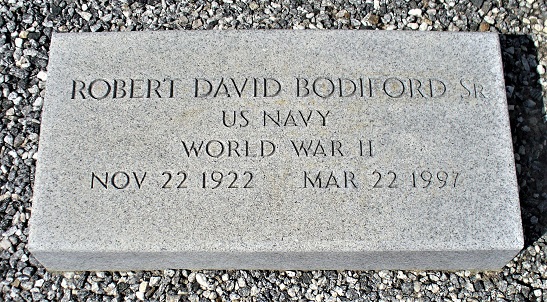 ROBERT DAVID BODIFORD SR
US NAVY
WORLD WAR II
NOV 22 1922 MAR 22 1997